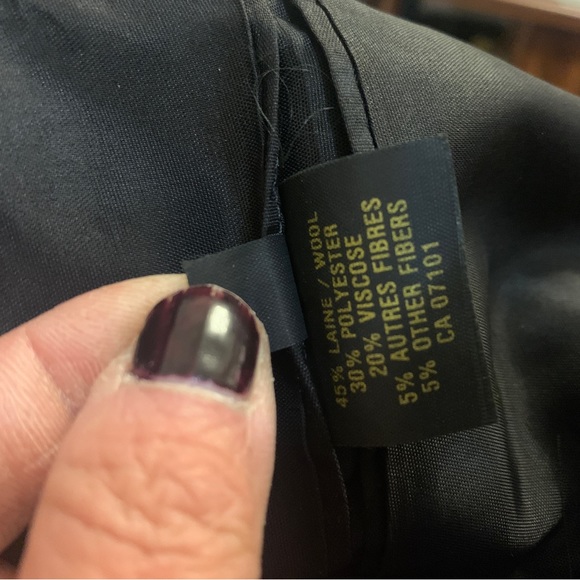 45% LAINE / WOOL
30% POLYESTER
20% VISCOSE
5% AUTRES FIBRES
5% OTHER FIBERS
CA 07101